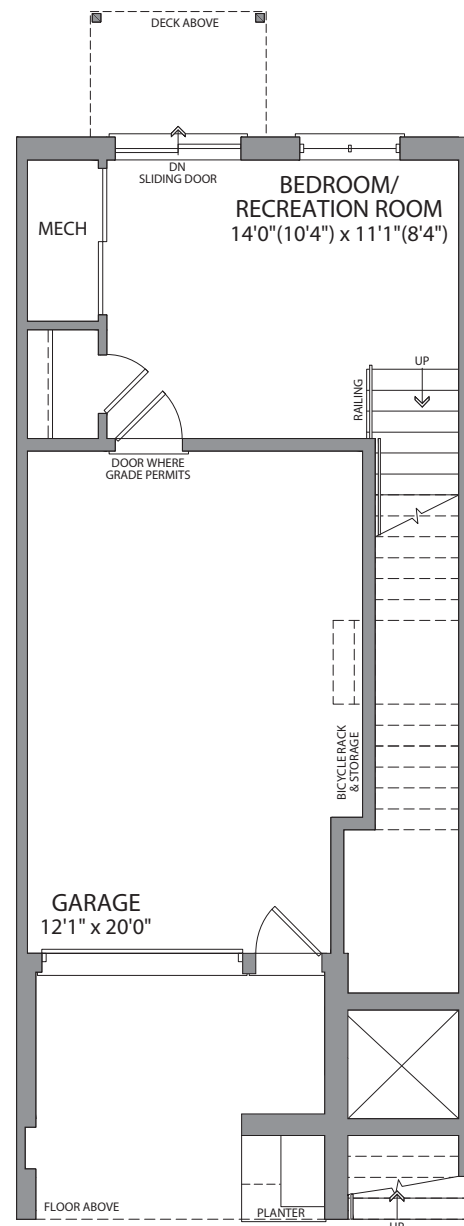 DECK ABOVE
DN
SLIDING DOOR
BEDROOM/
RECREATION ROOM
14'0"(10'4") x 11'1"(8'4")
MECH
UP
RAILING
DOOR WHERE
GRADE PERMITS
BICYCLE RACK
& STORAGE
GARAGE
12'1" x 20'0"
FLOOR ABOVE
PLANTER
UP